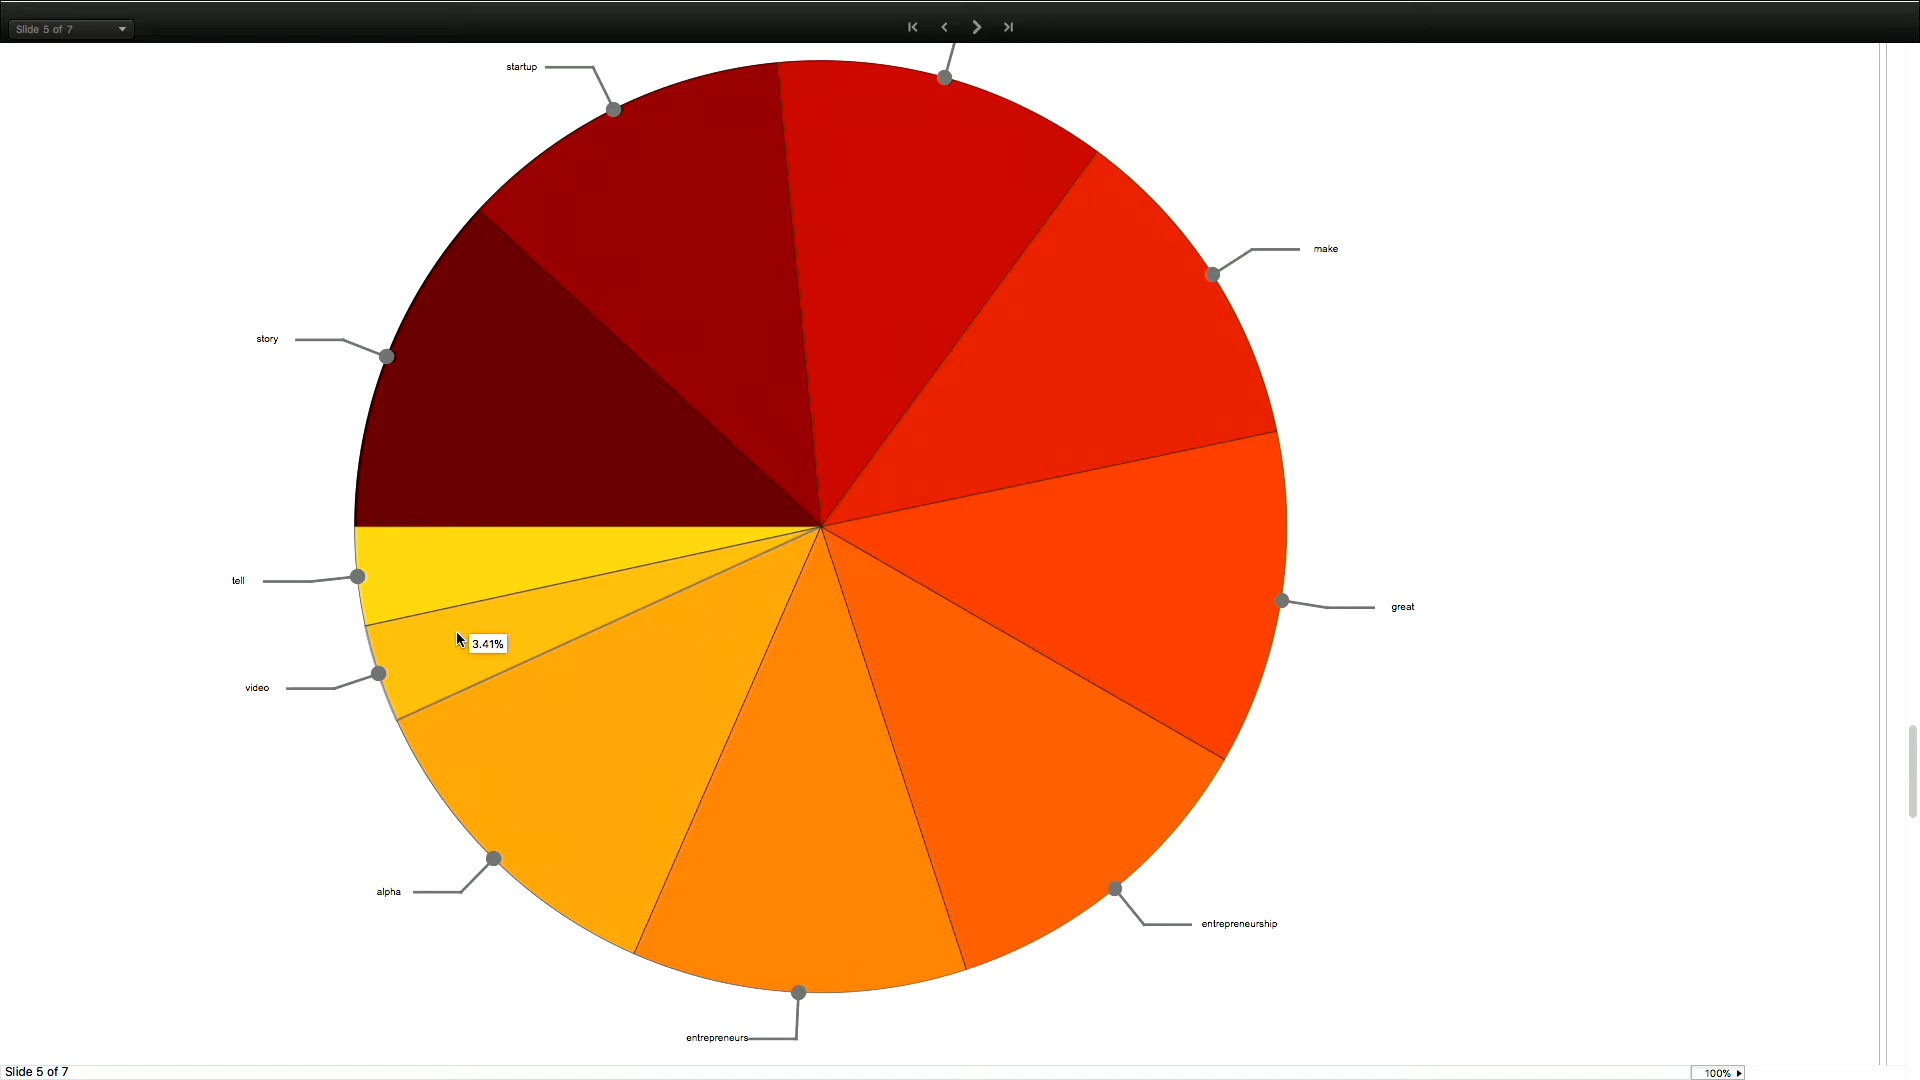 Slide 5 of 7
startup
make
story
tell
3.41%
great
video
alpha
entrepreneurship
entrepreneurs
Slide 5 of 7
100%